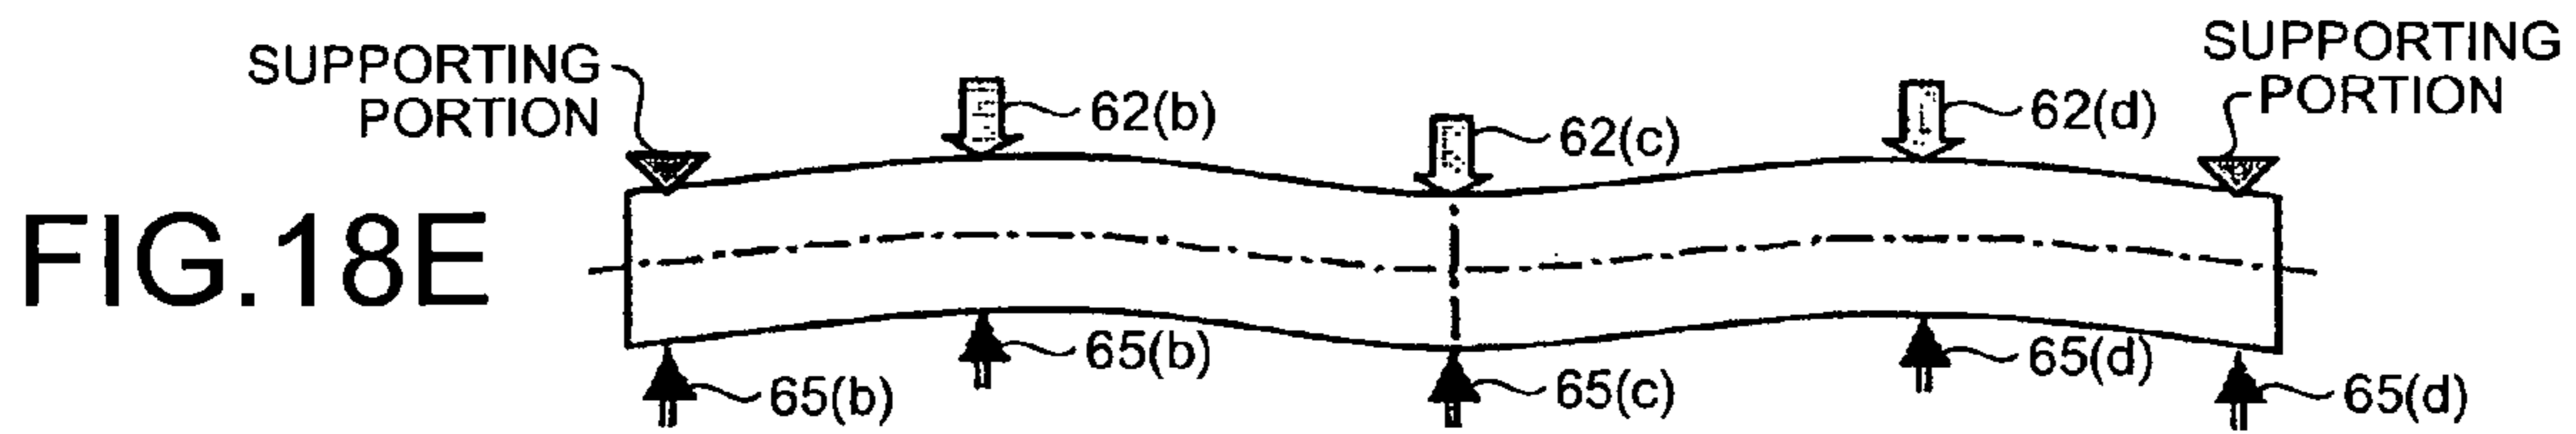 SUPPORTING
PORTION
62(b)
62(c)
62(d)
SUPPORTING
PORTION
FIG.18E
65(b)
65(b)
65(c)
65(d)
65(d)